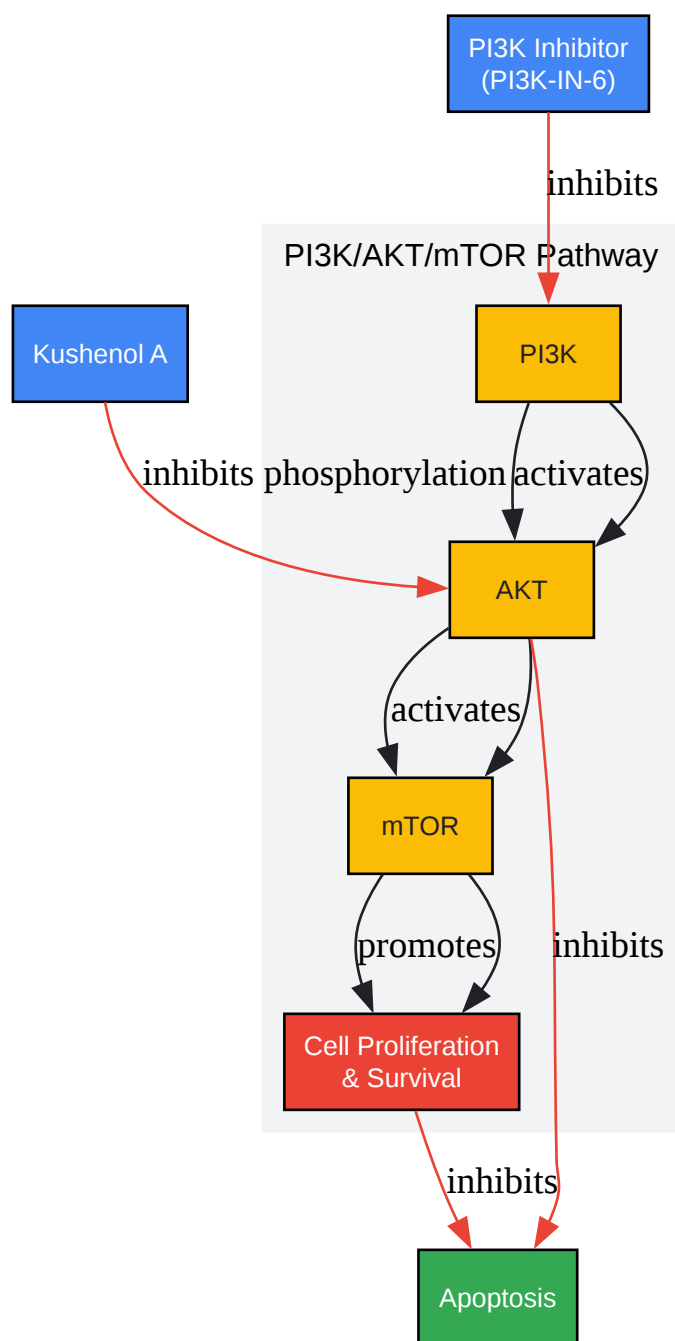 PI3K Inhibitor
(PI3K-IN-6)
inhibits
PI3K/AKT/mTOR Pathway
Kushenol A
PI3K
inhibits phosphorylation
activates
AKT
activates
mTOR
promotes
inhibits
Cell Proliferation
& Survival
inhibits
Apoptosis